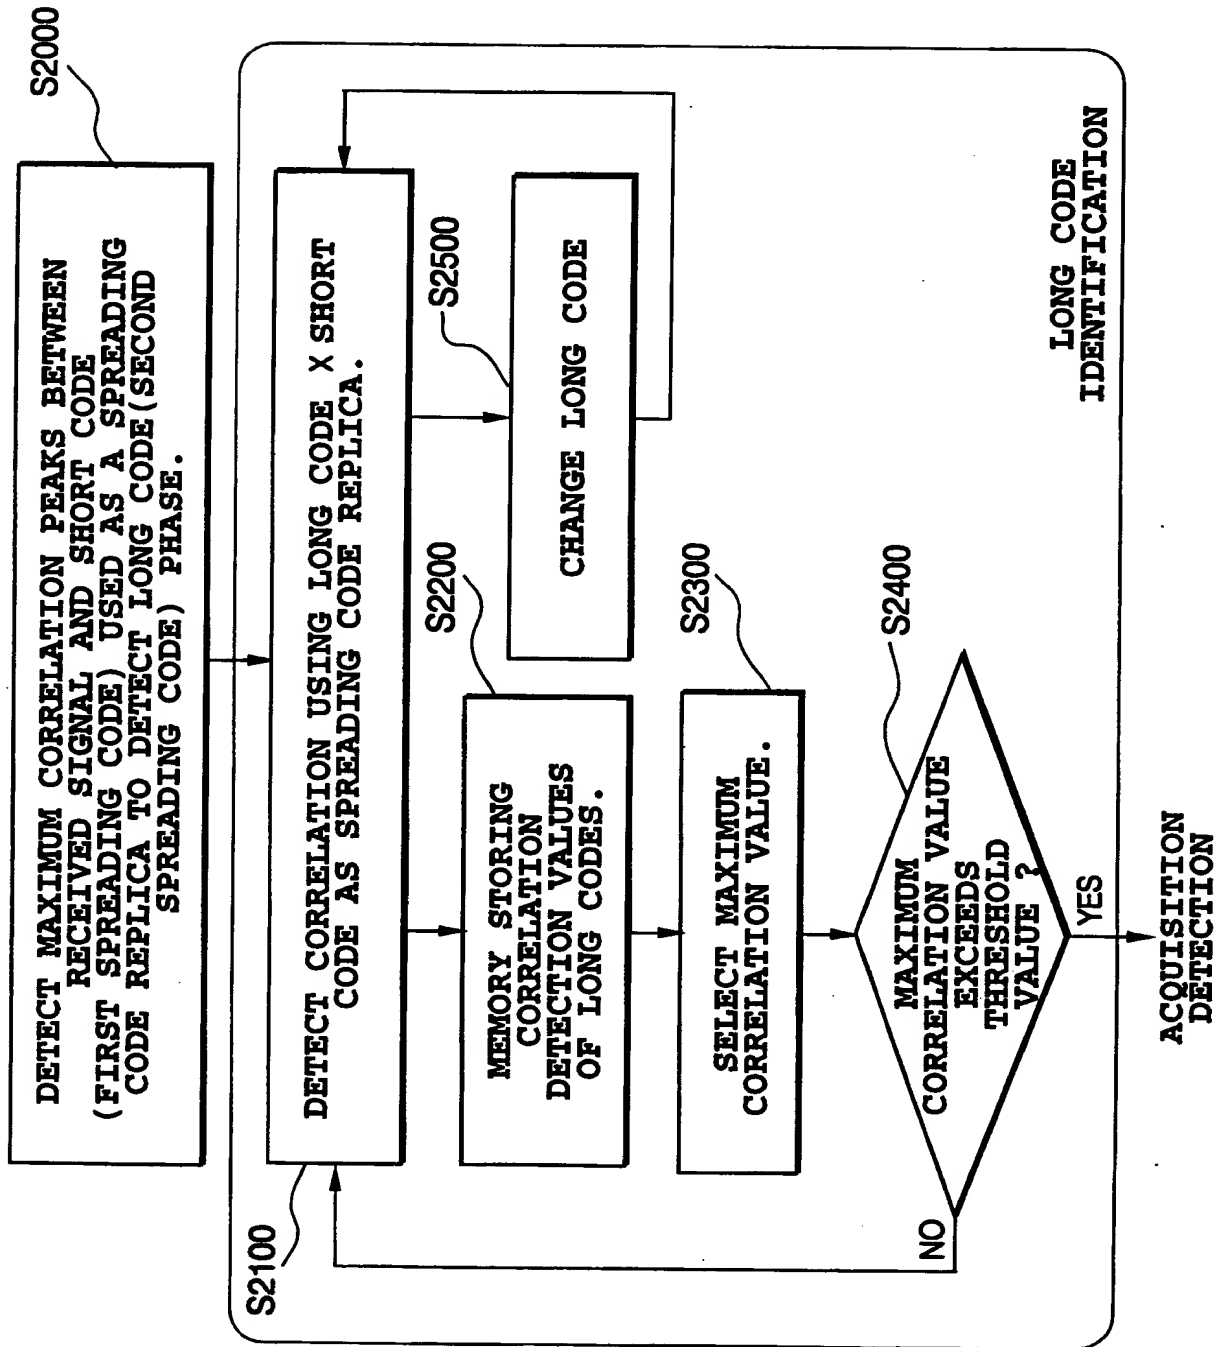 S2000
DETECT MAXIMUM CORRELATION PEAKS BETWEEN
RECEIVED SIGNAL AND SHORT CODE
(FIRST SPREADING CODE) USED AS A SPREADING
CODE REPLICA TO DETECT LONG CODE(SECOND
SPREADING CODE) PHASE.
S2100
DETECT CORRELATION USING LONG CODE X SHORT
CODE AS SPREADING CODE REPLICA.
S2200
MEMORY STORING
CORRELATION
DETECTION VALUES
OF LONG CODES.
S2500
CHANGE LONG CODE
S2300
SELECT MAXIMUM
CORRELATION VALUE.
S2400
MAXIMUM
CORRELATION VALUE
EXCEEDS
THRESHOLD
VALUE ?
NO
YES
LONG CODE
IDENTIFICATION
ACQUISITION
DETECTION